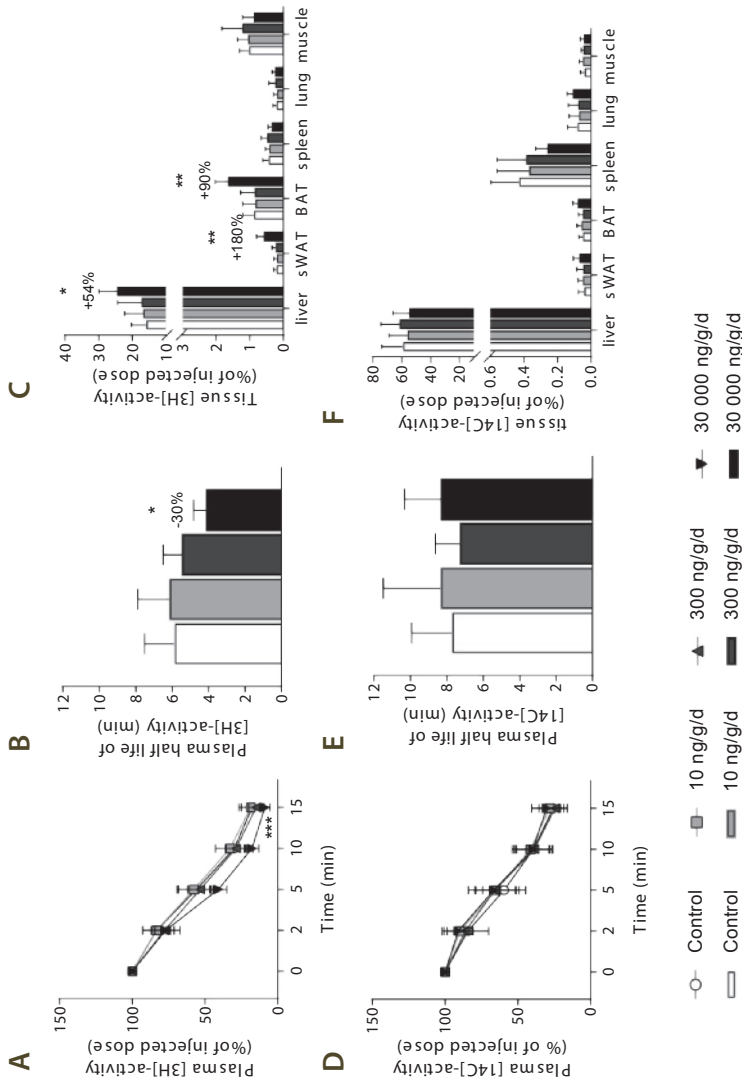 A
Plasma [3H]-activity
(%of injected dose)
150
100
50
0
0
2
5
10
15
Time (min)
***
B
Plasma half life of
[3H]-activity (min)
12
10
8
6
4
2
0
*
-30%
C
Tissue [3H]-activity
(%of injected dose)
40
30
20
10
3
2
1
0
*
+54%
**
+180%
**
+90%
liver
sWAT
BAT
spleen
lung
muscle
D
Plasma [14C]-activity
(% of injected dose)
150
100
50
0
0
2
5
10
15
Time (min)
E
Plasma half life of
[14C]-activity (min)
12
10
8
6
4
2
0
F
tissue [14C]-activity
(%of injected dose)
80
60
40
20
0.6
0.4
0.2
0.0
liver
sWAT
BAT
spleen
lung
muscle
Control 10 ng/g/d 300 ng/g/d 30 000 ng/g/d
Control 10 ng/g/d 300 ng/g/d 30 000 ng/g/d